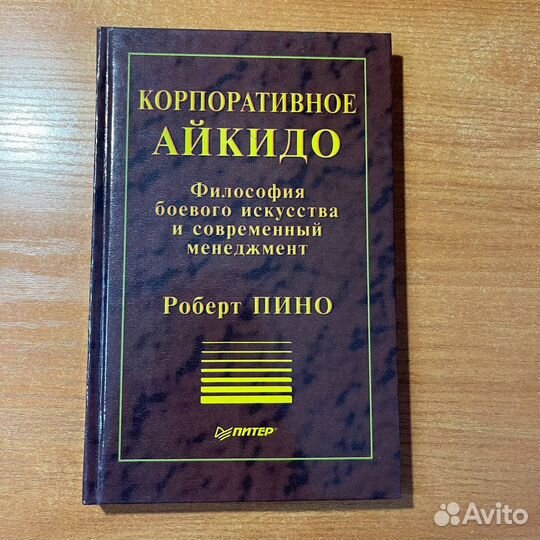 КОРПОРАТИВНОЕ
АЙКИДО
Философия
боевого искусства
и современный
менеджмент
Роберт ПИНО
ПИТЕР®
Avito